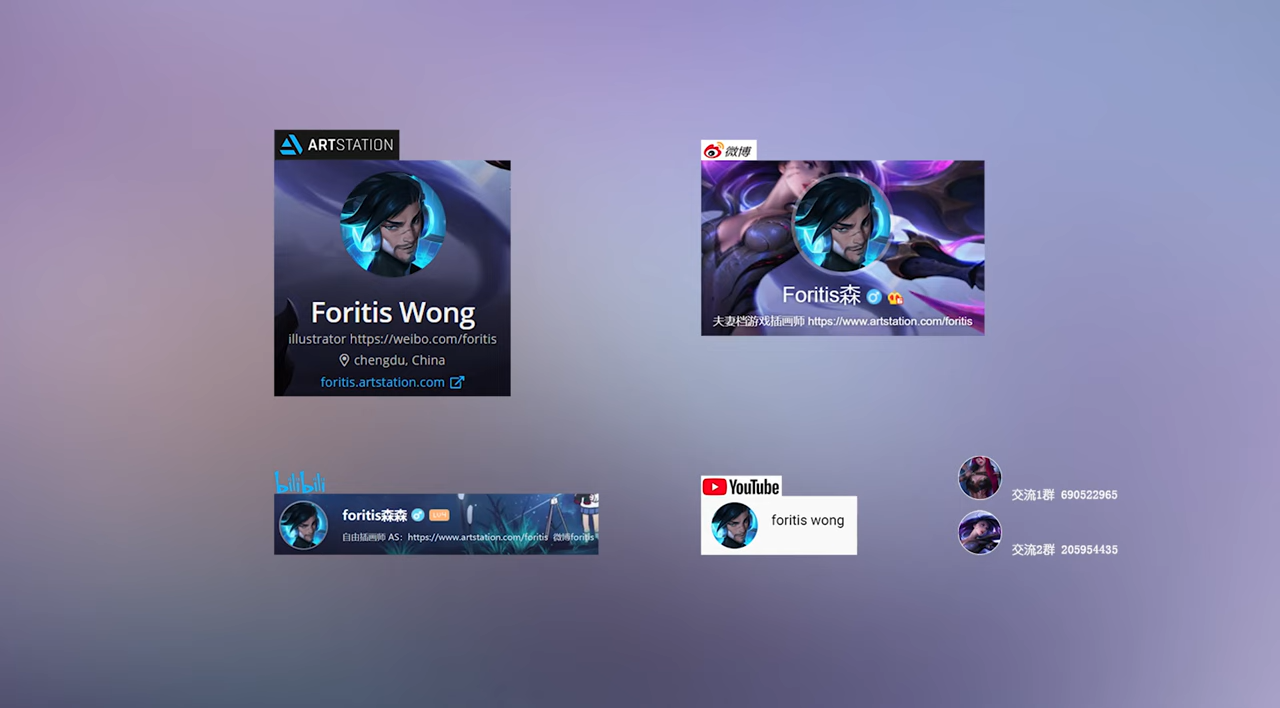 ARTSTATION
Foritis Wong
illustrator https://weibo.com/foritis
chengdu, China
foritis.artstation.com
微博
Foritis森
夫妻档游戏插画师 https://www.artstation.com/foritis
bilibili
foritis森森 LV4
自由插画师 AS：https://www.artstation.com/foritis 微博foritis
YouTube
foritis wong
交流1群 690522965
交流2群 205954435